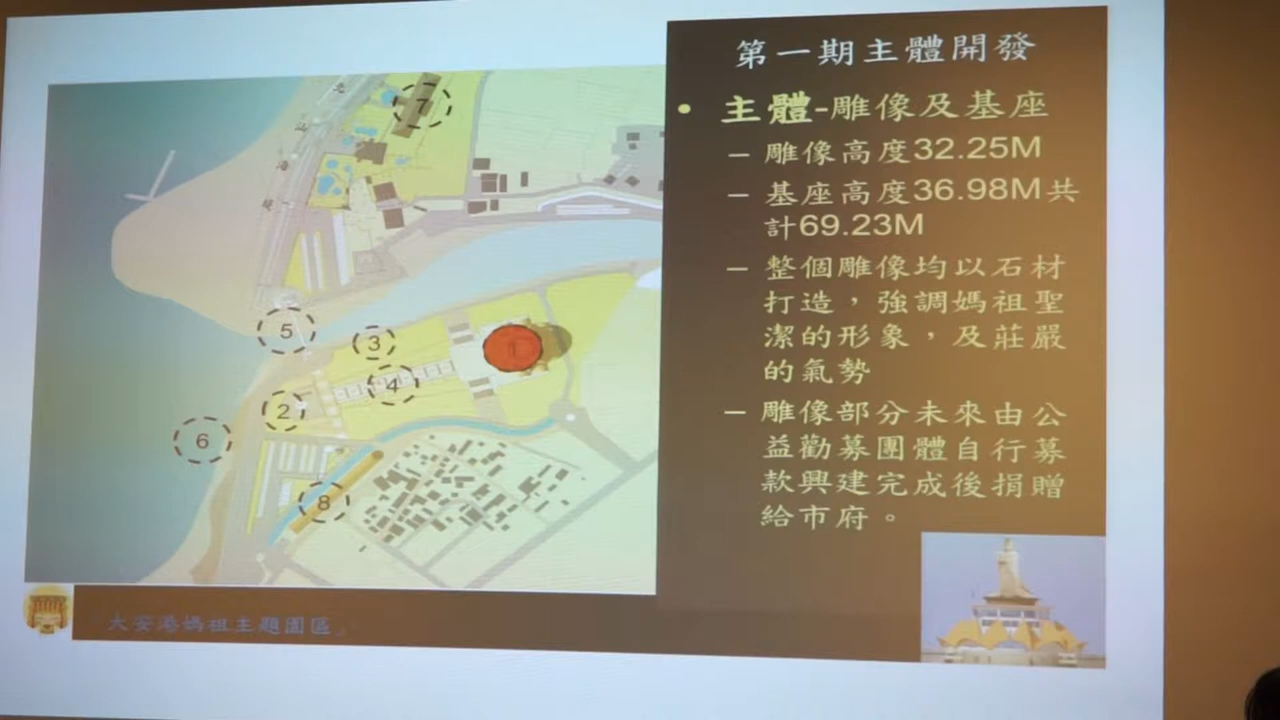 第一期主體開發
• 主體-雕像及基座
– 雕像高度32.25M
– 基座高度36.98M共
計69.23M
– 整個雕像均以石材
打造，強調媽祖聖
潔的形象，及莊嚴
的氣勢
– 雕像部分未來由公
益勸募團體自行募
款興建完成後捐贈
給市府。
7
5
3
4
2
6
8
「大安港媽祖主題園區」